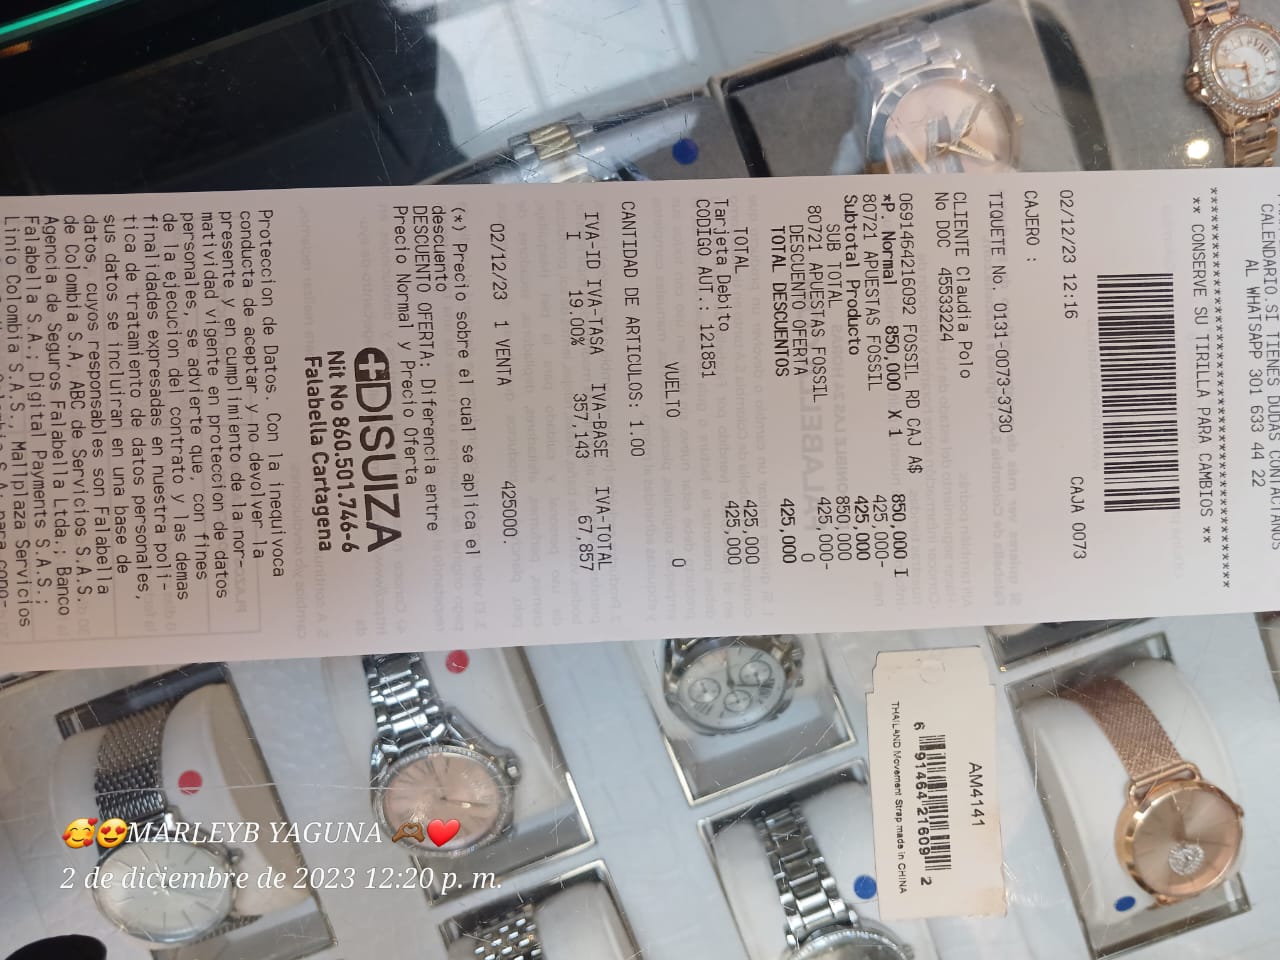 CALENDARIO.SI TIENES DUDAS CONTACTANOS
AL WHATSAPP 301 633 44 22
** CONSERVE SU TIRILLA PARA CAMBIOS **
CAJA 0073
02/12/23 12:16
CAJERO :
TIQUETE No. 0131-0073-3730
CLIENTE Claudia Polo
No DOC 45533224
0691464216092 FOSSIL RD CAJ A$ 850,000 I
*P. Normal 850,000 X 1 425,000-
80721 APUESTAS FOSSIL 425,000
Subtotal Producto 850,000
SUB TOTAL 425,000-
80721 APUESTAS FOSSIL 0
DESCUENTO OFERTA
TOTAL DESCUENTOS 425,000
TOTAL 425,000
Tarjeta Debito 425,000
CODIGO AUT.: 121851
VUELTO 0
CANTIDAD DE ARTICULOS: 1.00
IVA-ID IVA-TASA IVA-BASE IVA-TOTAL
I 19.00% 357,143 67,857
02/12/23 1 VENTA 425000.
(*) Precio sobre el cual se aplica el
descuento
DESCUENTO OFERTA: Diferencia entre
Precio Normal y Precio Oferta
DISUIZA
Nit No 860.501.746-6
Falabella Cartagena
Proteccion de Datos. Con la inequivoca
conducta de aceptar y no devolver la
presente y en cumplimiento de la nor-
matividad vigente en proteccion de datos
personales, se advierte que, con fines
de la ejecucion del contrato y las demas
finalidades expresadas en nuestra poli-
tica de tratamiento de datos personales,
sus datos se incluiran en una base de
datos, cuyos responsables son Falabella
de Colombia S.A, ABC de Servicios S.A.S.
Agencia de Seguros Falabella Ltda.; Banco
Falabella S.A.; Digital Payments S.A.S.;
Linio Colombia S.A.S. Mallplaza Servicios
AM4141
6 91464 21609 2
THAILAND Movement Strap made in CHINA
🥰😍MARLEYB YAGUNA 🫶🏽❤️
2 de diciembre de 2023 12:20 p. m.